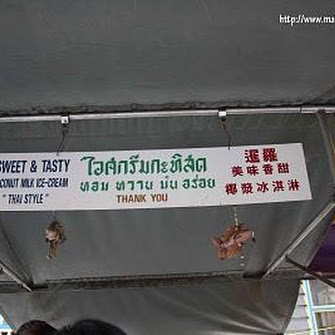 http://www.ma
SWEET & TASTY
COCONUT MILK ICE-CREAM
" THAI STYLE "
ไอศกรีมกะทิสด
หอม หวาน มัน อร่อย
THANK YOU
暹羅
美味香甜
椰漿冰淇淋